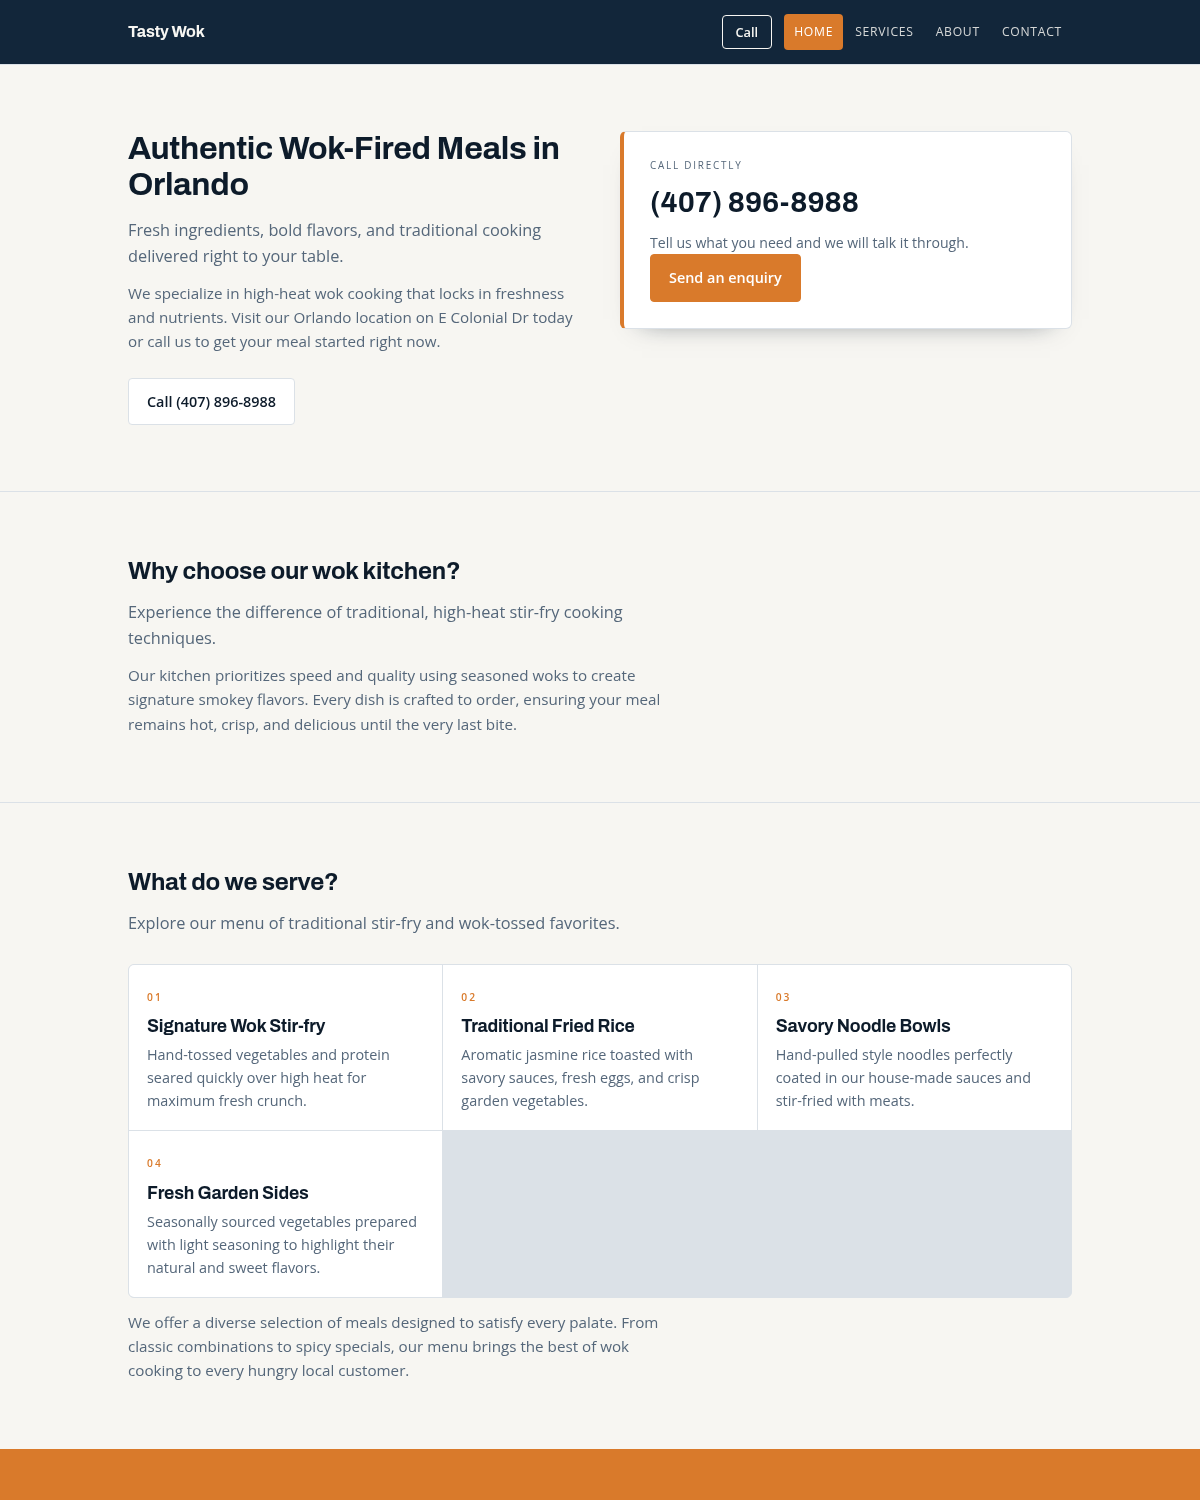 Tasty Wok
Call
HOME
SERVICES
ABOUT
CONTACT
Authentic Wok-Fired Meals in
Orlando
Fresh ingredients, bold flavors, and traditional cooking
delivered right to your table.
We specialize in high-heat wok cooking that locks in freshness
and nutrients. Visit our Orlando location on E Colonial Dr today
or call us to get your meal started right now.
Call (407) 896-8988
CALL DIRECTLY
(407) 896-8988
Tell us what you need and we will talk it through.
Send an enquiry
Why choose our wok kitchen?
Experience the difference of traditional, high-heat stir-fry cooking
techniques.
Our kitchen prioritizes speed and quality using seasoned woks to create
signature smokey flavors. Every dish is crafted to order, ensuring your meal
remains hot, crisp, and delicious until the very last bite.
What do we serve?
Explore our menu of traditional stir-fry and wok-tossed favorites.
01
Signature Wok Stir-fry
Hand-tossed vegetables and protein
seared quickly over high heat for
maximum fresh crunch.
02
Traditional Fried Rice
Aromatic jasmine rice toasted with
savory sauces, fresh eggs, and crisp
garden vegetables.
03
Savory Noodle Bowls
Hand-pulled style noodles perfectly
coated in our house-made sauces and
stir-fried with meats.
04
Fresh Garden Sides
Seasonally sourced vegetables prepared
with light seasoning to highlight their
natural and sweet flavors.
We offer a diverse selection of meals designed to satisfy every palate. From
classic combinations to spicy specials, our menu brings the best of wok
cooking to every hungry local customer.